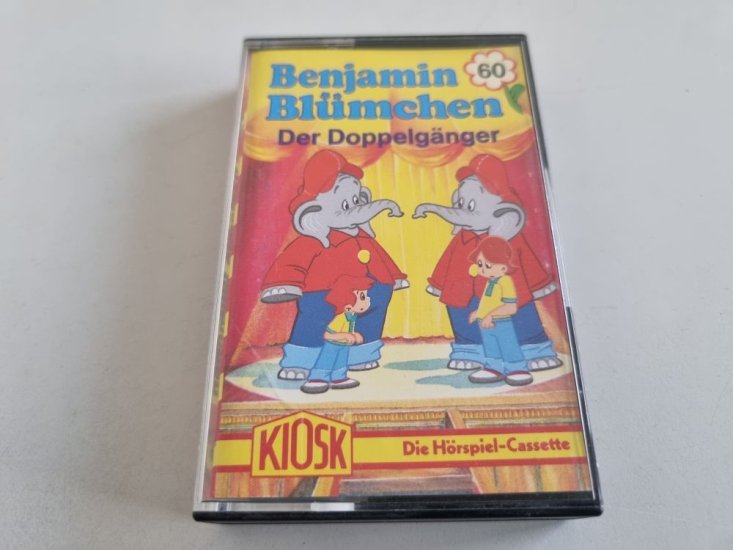 Benjamin 60
Blümchen
Der Doppelgänger
KIOSK
Die Hörspiel-Cassette